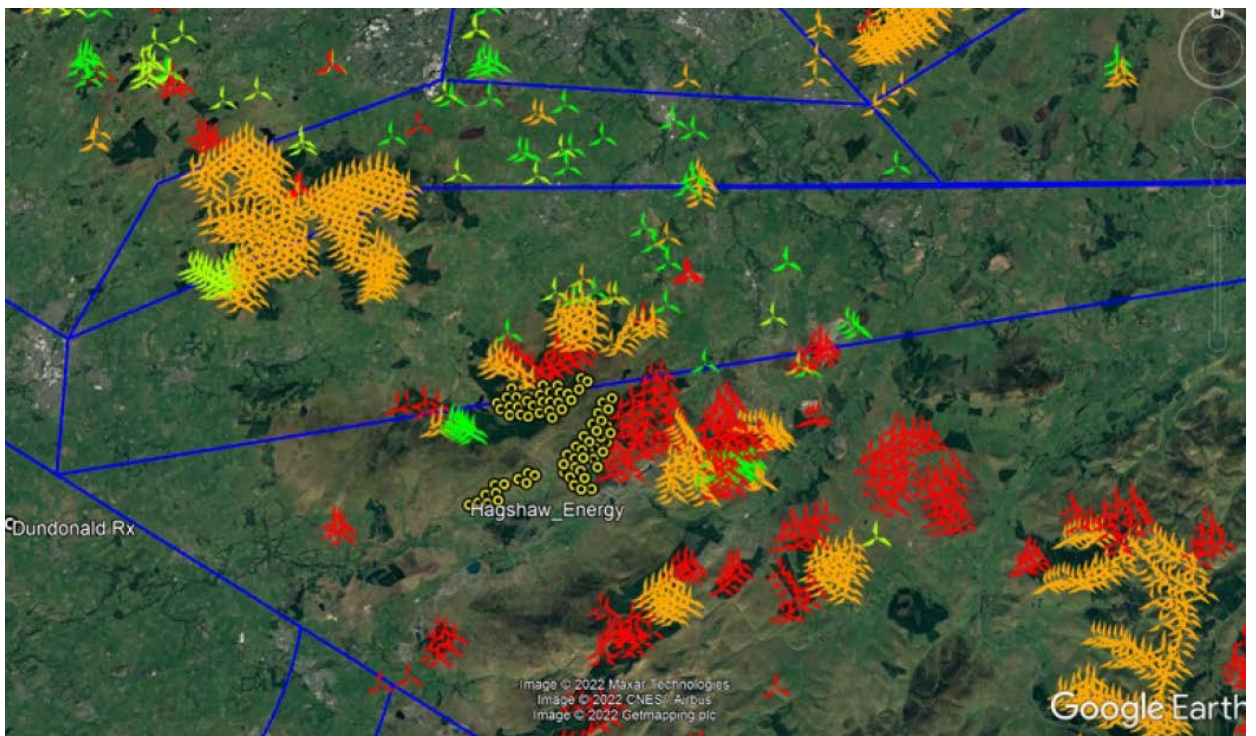 N
Hagshaw_Energy
Dundonald Rx
Image © 2022 Maxar Technologies
Image © 2022 CNES / Airbus
Image © 2022 Getmapping plc
Google Earth